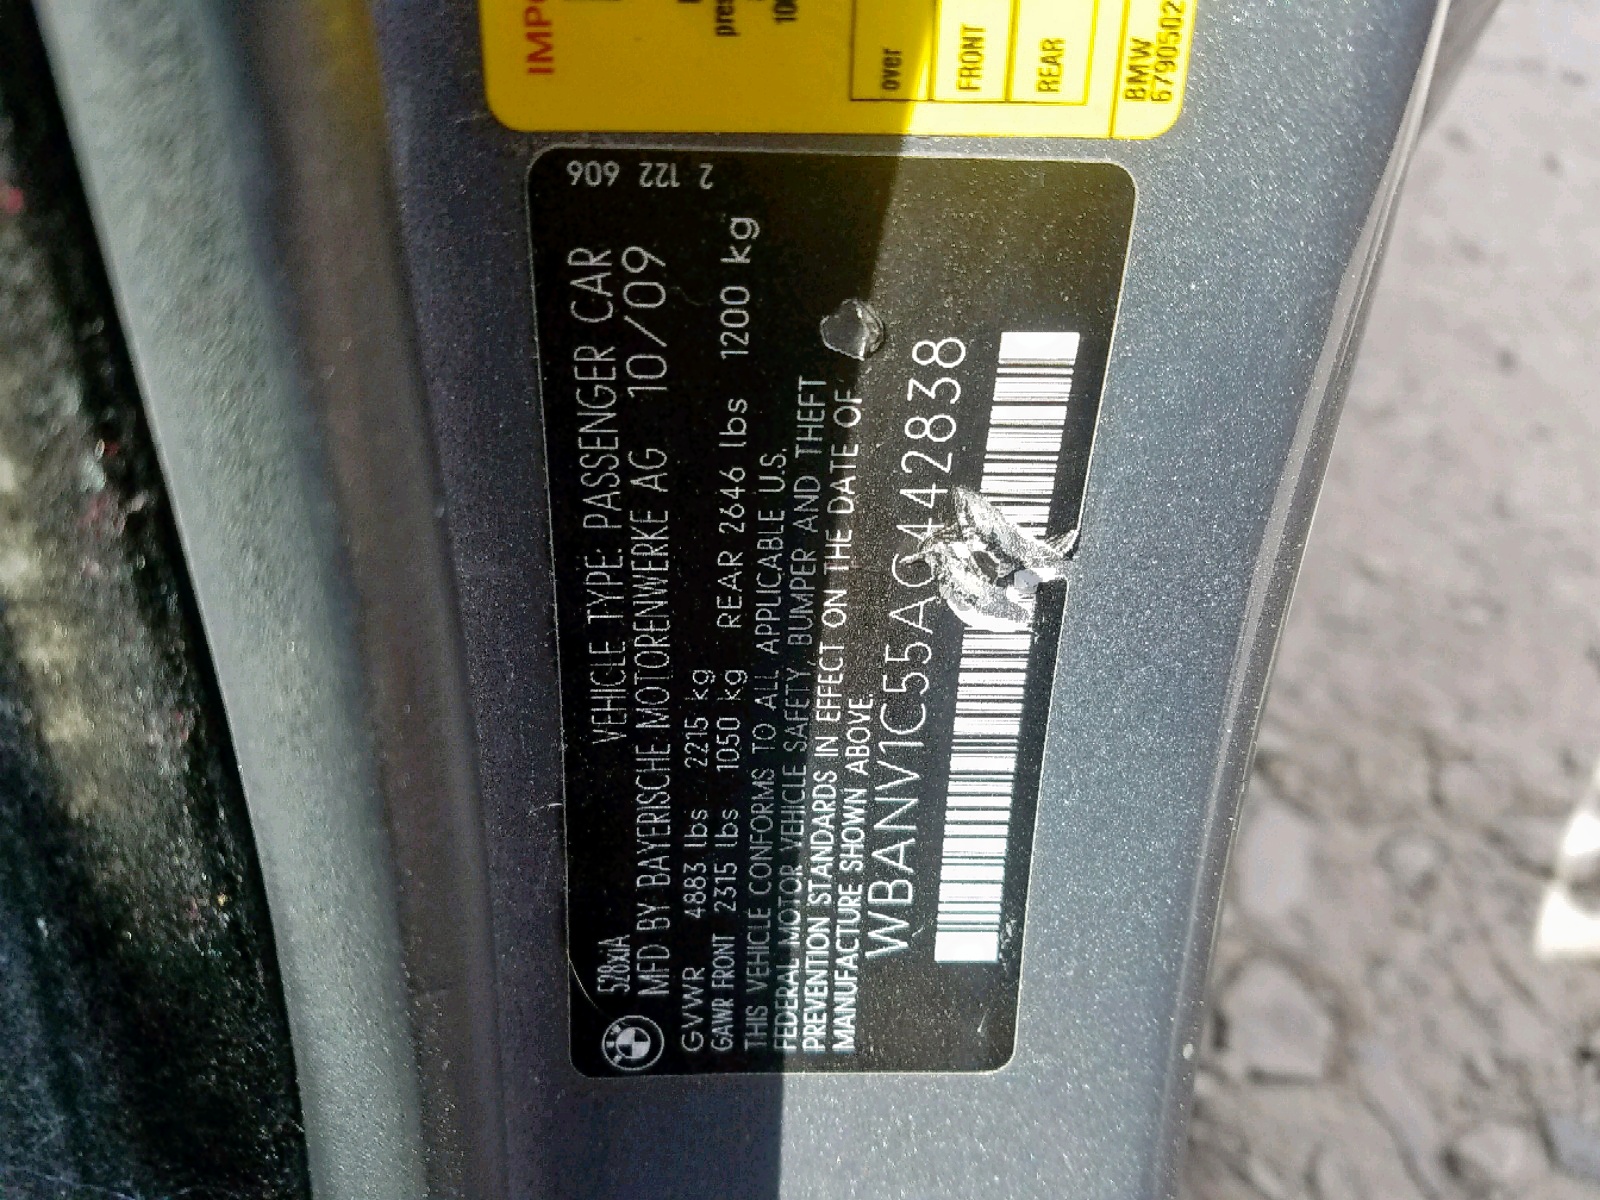 over
FRONT
REAR
BMW
6790502
2 122 606
528xiA VEHICLE TYPE: PASSENGER CAR
MFD BY BAYERISCHE MOTORENWERKE AG 10/09
GVWR 4883 lbs 2215 kg
GAWR FRONT 2315 lbs 1050 kg REAR 2646 lbs 1200 kg
THIS VEHICLE CONFORMS TO ALL APPLICABLE U.S.
FEDERAL MOTOR VEHICLE SAFETY, BUMPER AND THEFT
PREVENTION STANDARDS IN EFFECT ON THE DATE OF
MANUFACTURE SHOWN ABOVE.
WBANV1C55AC442838